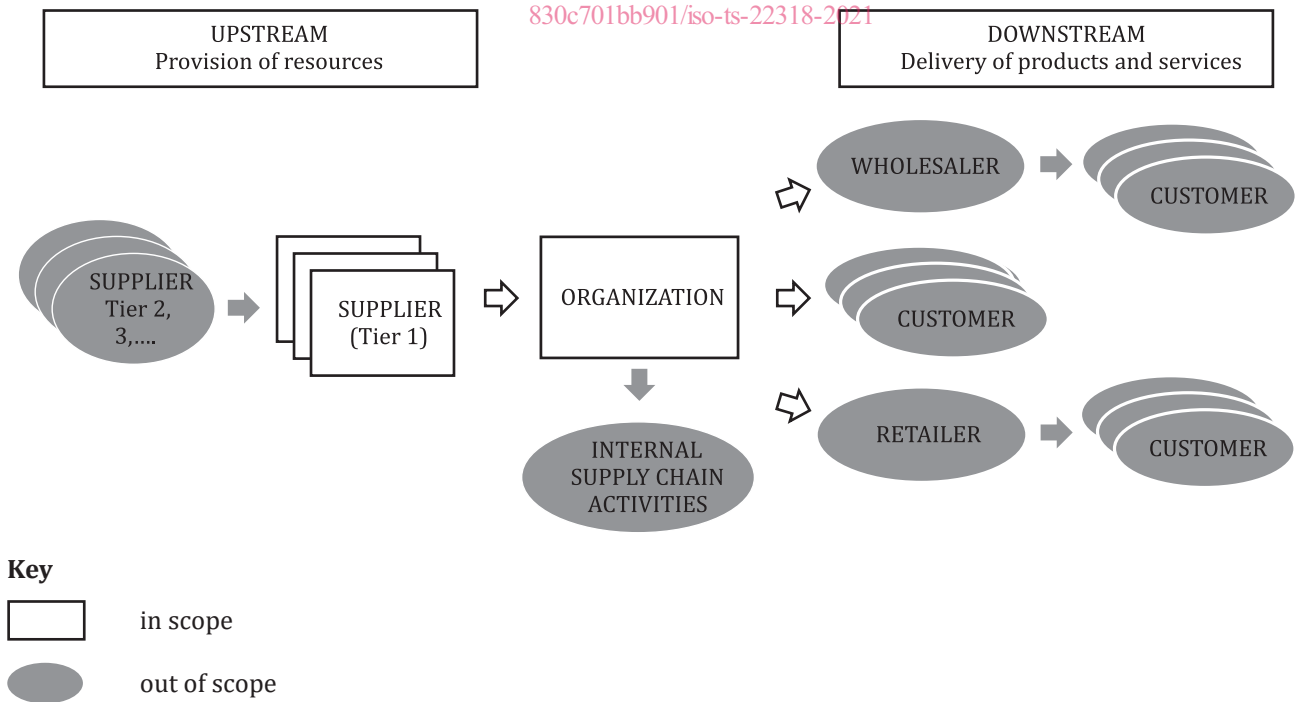 830c701bb901/iso-ts-22318-2021
UPSTREAM
Provision of resources
DOWNSTREAM
Delivery of products and services
WHOLESALER
CUSTOMER
SUPPLIER
Tier 2,
3,....
SUPPLIER
(Tier 1)
ORGANIZATION
CUSTOMER
INTERNAL
SUPPLY CHAIN
ACTIVITIES
RETAILER
CUSTOMER
Key
in scope
out of scope